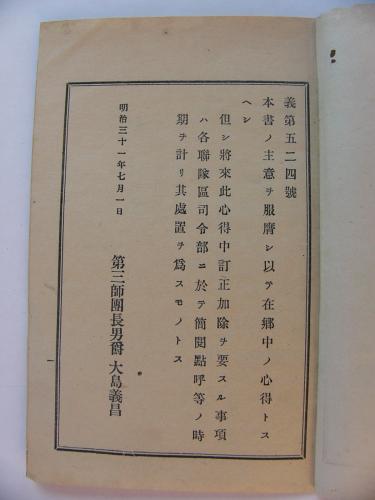 義第五二四號
本書ノ主意ヲ服膺シ以テ在鄕中ノ心得トス
ヘシ
但シ將來此心得中訂正加除ヲ要スル事項
ハ各聯隊區司令部ニ於テ簡閱點呼等ノ時
期ヲ計リ其處置ヲ爲スモノトス
明治三十一年七月一日
第三師團長男爵大島義昌